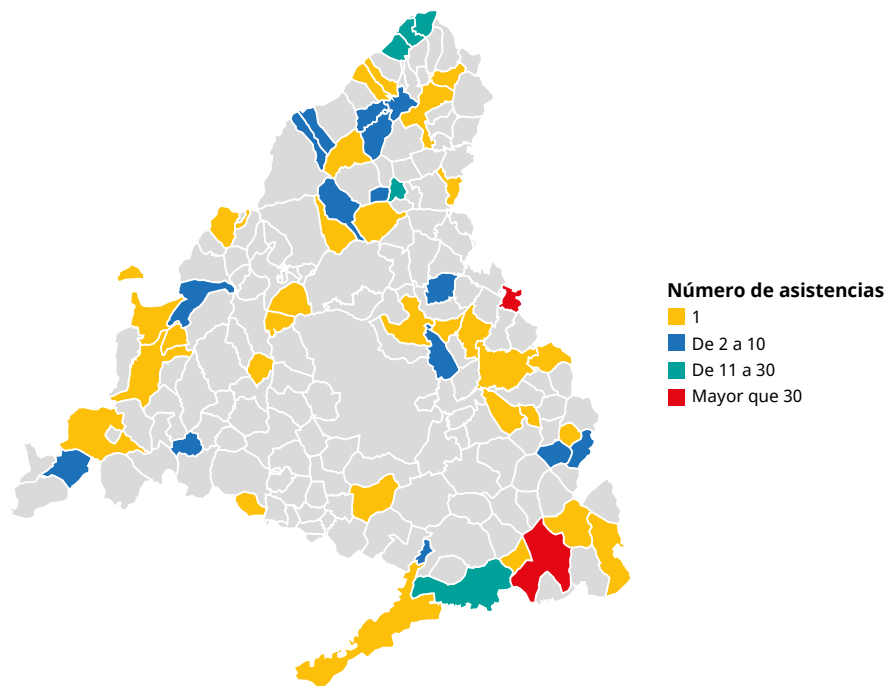 Número de asistencias
1
De 2 a 10
De 11 a 30
Mayor que 30